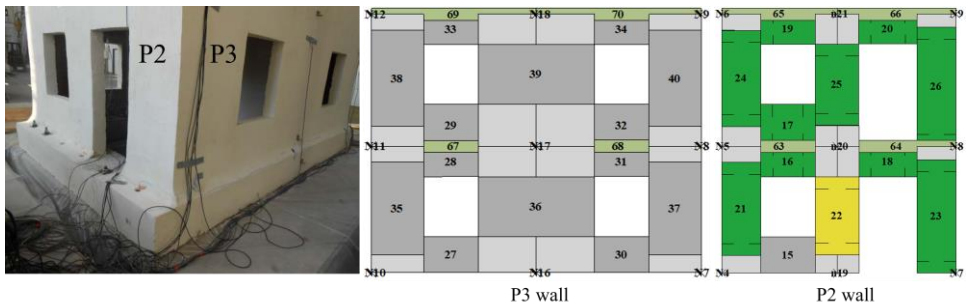 P2 P3
N12 69 N18 70 N9
33 34
38 39 40
29 32
N11 67 N17 68 N8
28 31
35 36 37
27 30
N10 N16 N7
P3 wall
N6 65 n21 66 N9
19 20
24 25 26
17
N5 63 n20 64 N8
16 18
21 22 23
15
N4 n19 N7
P2 wall